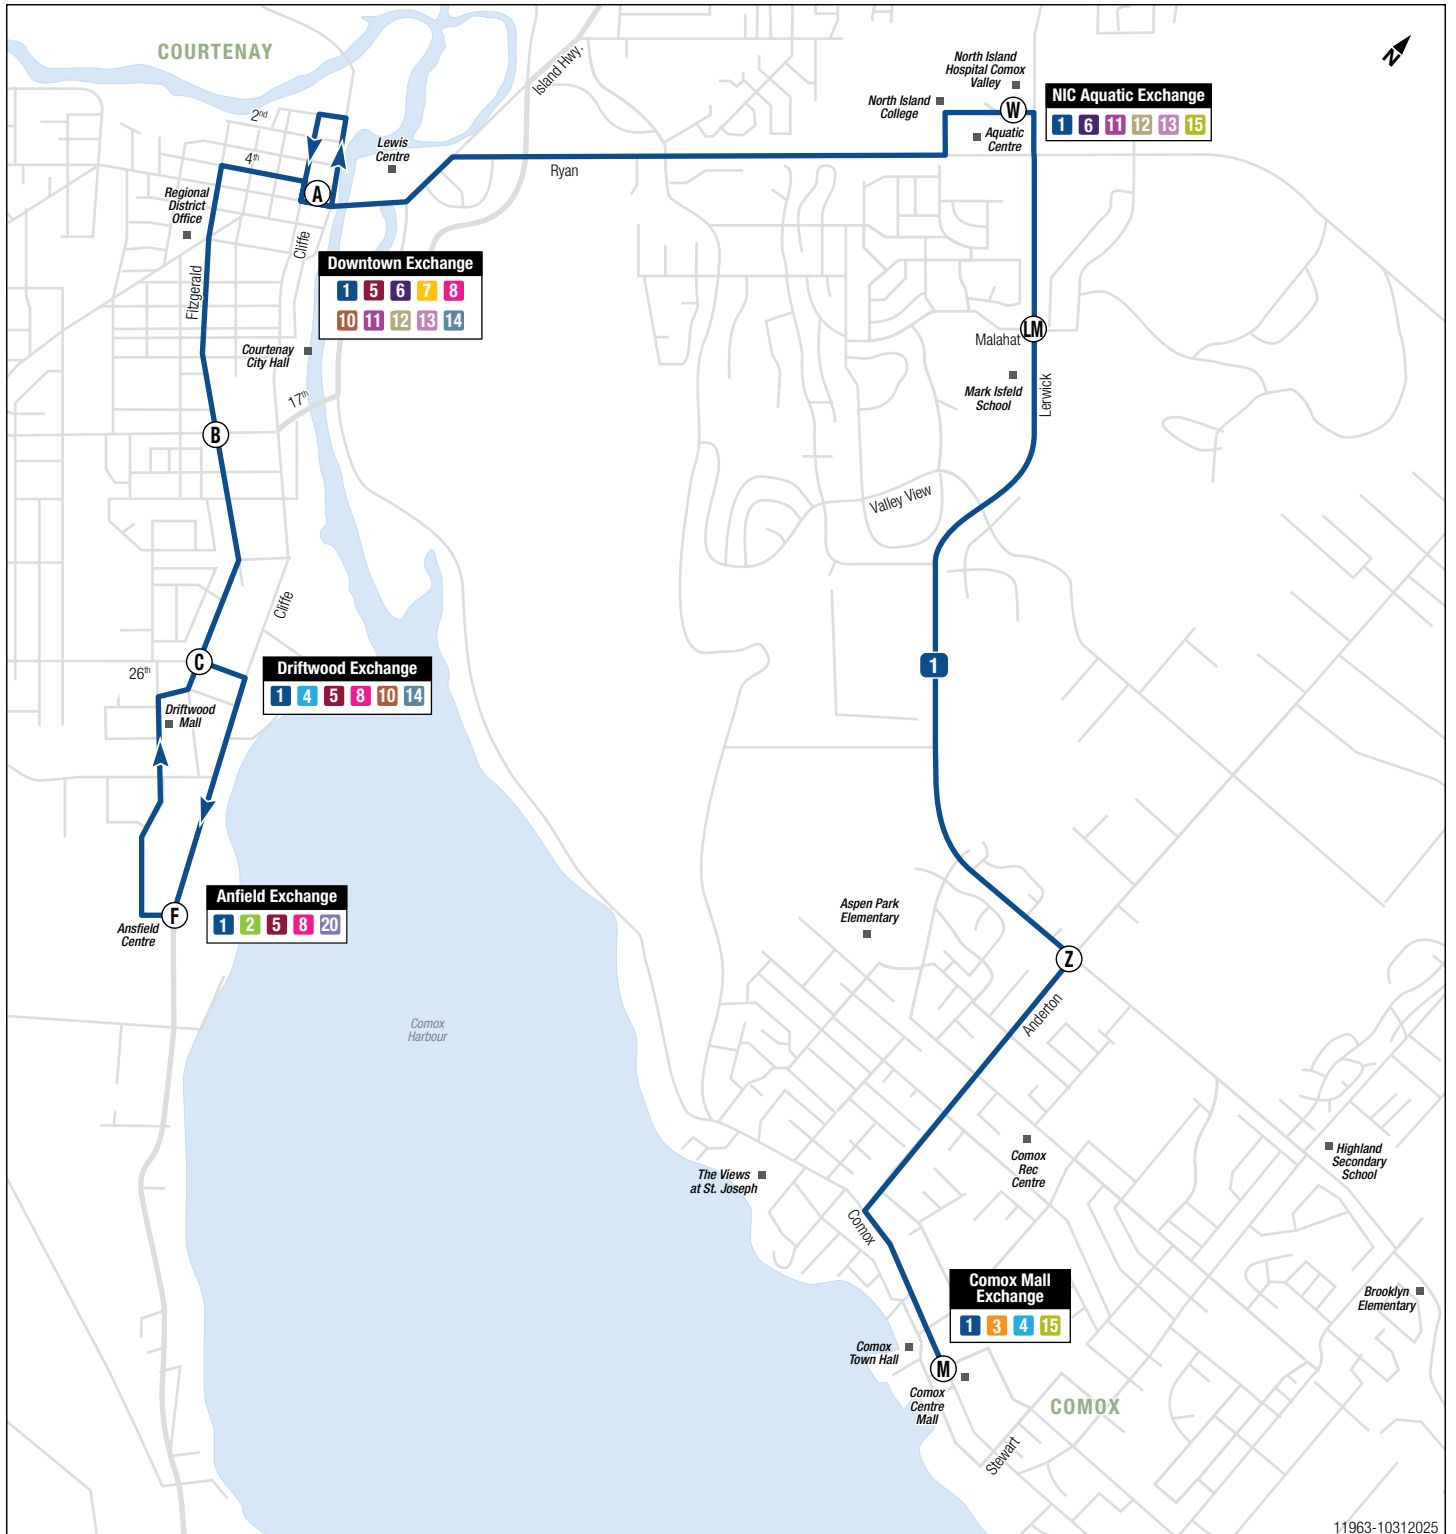 COURTENAY
N
Island Hwy.
North Island
Hospital Comox
Valley
North Island
College
W
NIC Aquatic Exchange
1 6 11 12 13 15
Aquatic
Centre
2nd
Lewis
Centre
4th
Ryan
Regional
District
Office
A
Cliffe
Fitzgerald
Downtown Exchange
1 5 6 7 8
10 11 12 13 14
Courtenay
City Hall
17th
LM
Malahat
Mark Isfeld
School
Lerwick
B
Valley View
Cliffe
C
26th
Driftwood Exchange
1 4 5 8 10 14
Driftwood
Mall
1
Anfield Exchange
1 2 5 8 20
F
Ansfield
Centre
Aspen Park
Elementary
Z
Anderton
Comox
Harbour
Comox
Rec
Centre
Highland
Secondary
School
The Views
at St. Joseph
Comox
Comox Mall
Exchange
1 3 4 15
Brooklyn
Elementary
Comox
Town Hall
M
Comox
Centre
Mall
COMOX
Stewart
11963-10312025